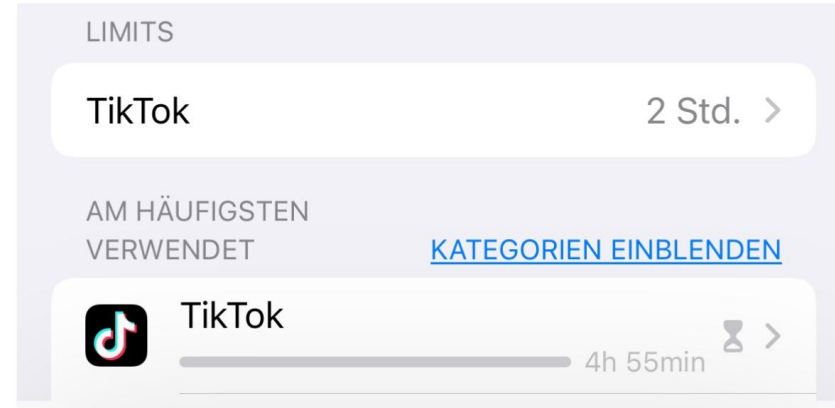 LIMITS
TikTok 2 Std.
AM HÄUFIGSTEN
VERWENDET KATEGORIEN EINBLENDEN
TikTok
4h 55min